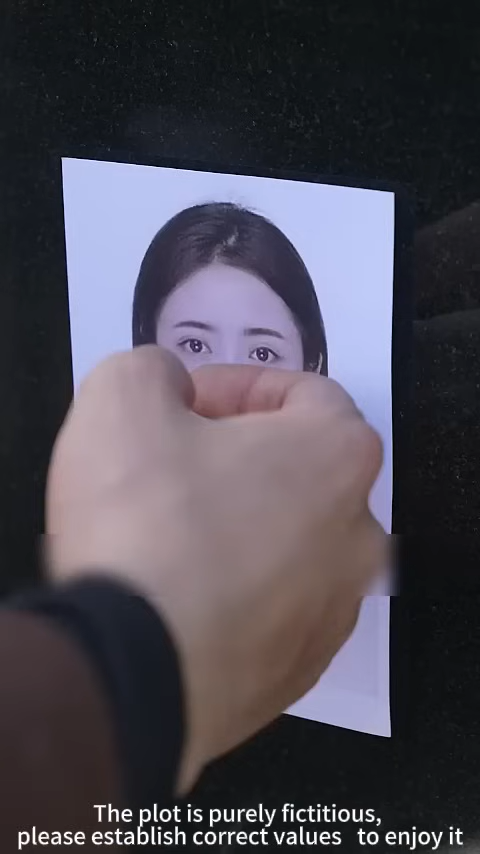 The plot is purely fictitious,
please establish correct values to enjoy it